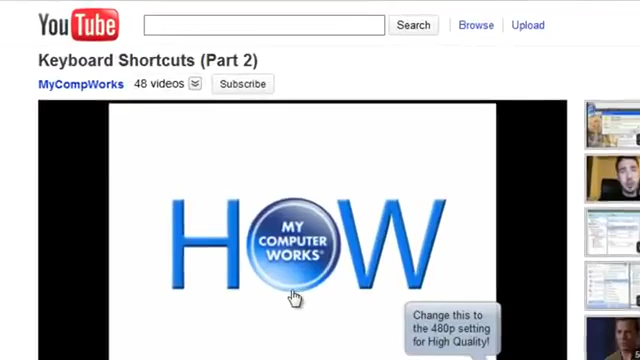 YouTube
Search
Browse
Upload
Keyboard Shortcuts (Part 2)
MyCompWorks
48 videos
Subscribe
HOW
MY
COMPUTER
WORKS
Change this to
the 480p setting
for High Quality!